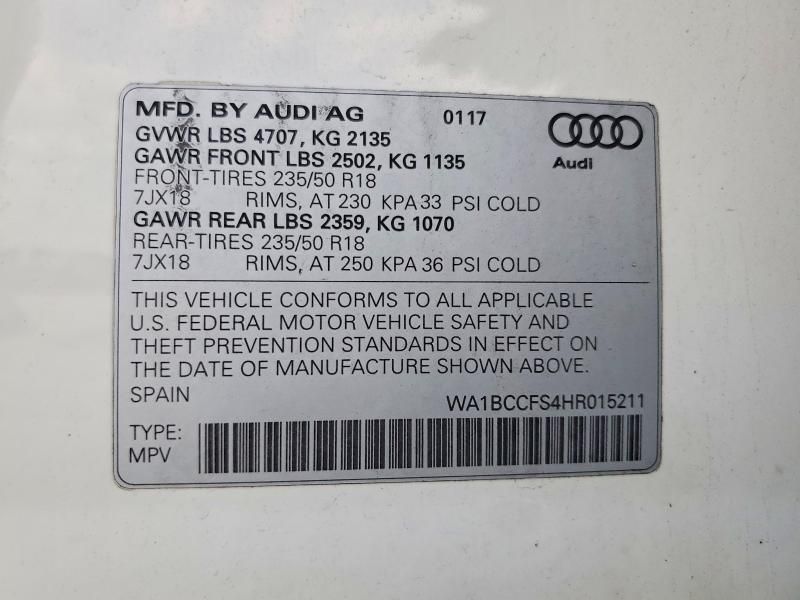 MFD. BY AUDI AG 0117
GVWR LBS 4707, KG 2135
GAWR FRONT LBS 2502, KG 1135
FRONT-TIRES 235/50 R18
7JX18 RIMS, AT 230 KPA 33 PSI COLD
GAWR REAR LBS 2359, KG 1070
REAR-TIRES 235/50 R18
7JX18 RIMS, AT 250 KPA 36 PSI COLD
Audi
THIS VEHICLE CONFORMS TO ALL APPLICABLE
U.S. FEDERAL MOTOR VEHICLE SAFETY AND
THEFT PREVENTION STANDARDS IN EFFECT ON
THE DATE OF MANUFACTURE SHOWN ABOVE.
SPAIN WA1BCCFS4HR015211
TYPE:
MPV